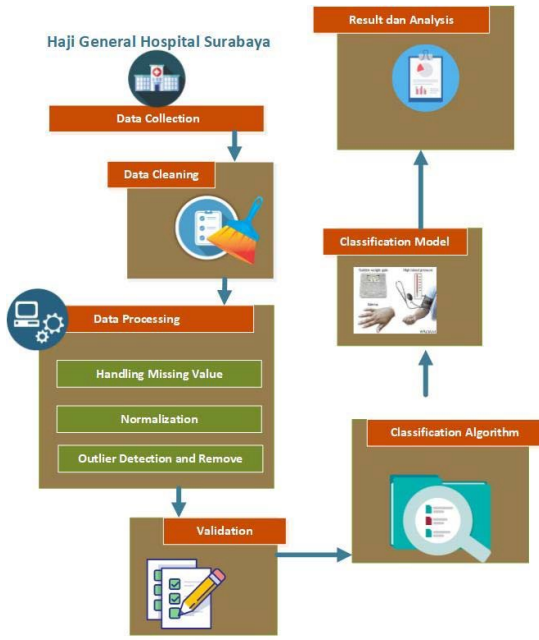 Haji General Hospital Surabaya
Data Collection
Data Cleaning
Data Processing
Handling Missing Value
Normalization
Outlier Detection and Remove
Validation
Classification Algorithm
Classification Model
Result dan Analysis